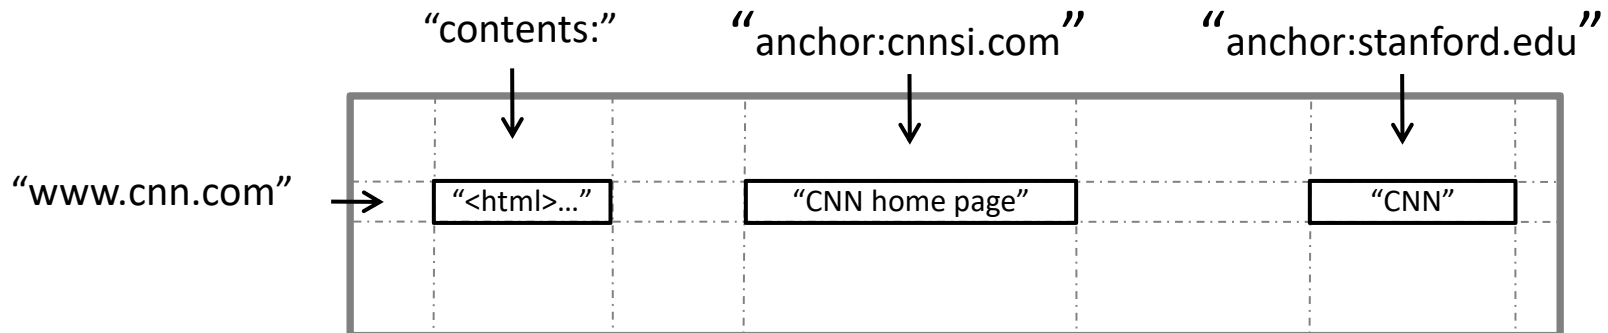 “contents:” “anchor:cnnsi.com” “anchor:stanford.edu”
“www.cnn.com” “<html>…” “CNN home page” “CNN”